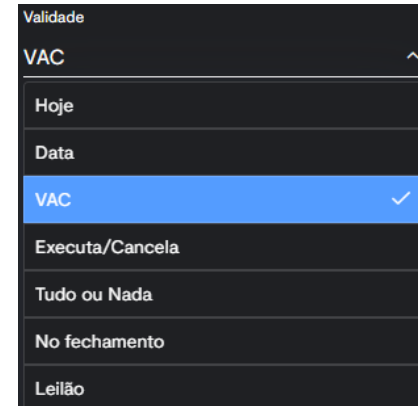 Validade
VAC
Hoje
Data
VAC
Executa/Cancela
Tudo ou Nada
No fechamento
Leilão